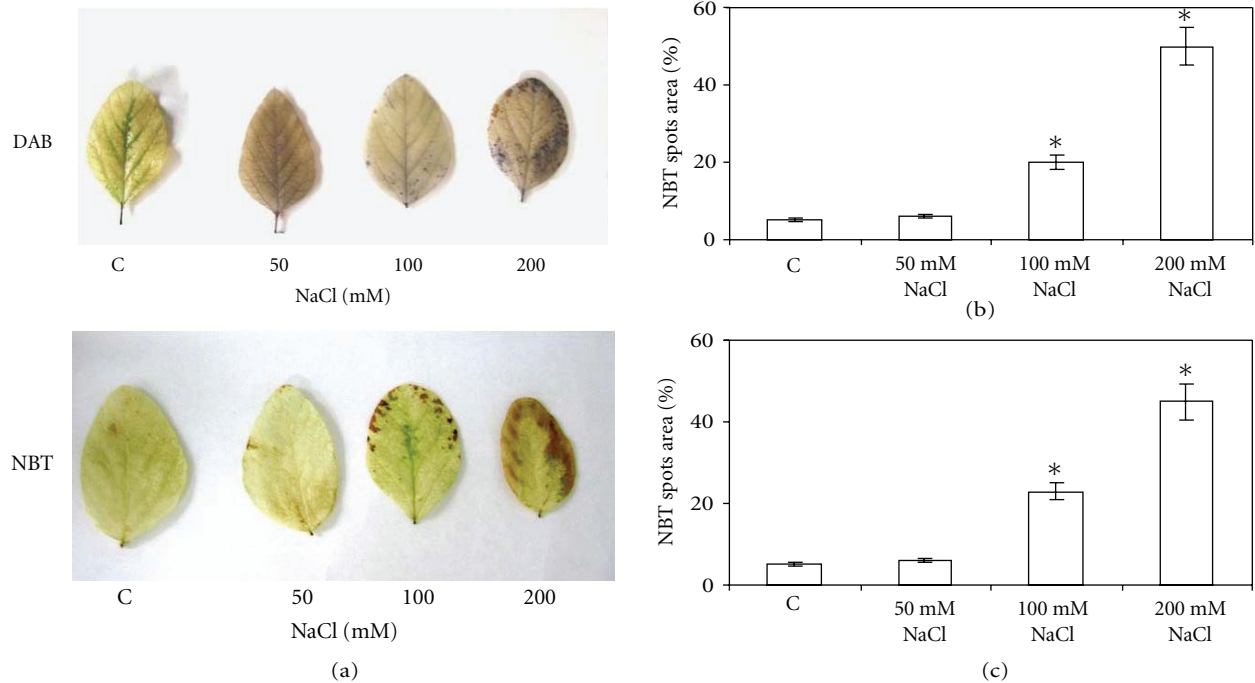 DAB
C 50 100 200
NaCl (mM)
NBT
C 50 100 200
NaCl (mM)
(a)
NBT spots area (%)
60
40
20
0
*
*
C 50 mM 100 mM 200 mM
NaCl NaCl NaCl
(b)
NBT spots area (%)
60
40
20
0
*
*
C 50 mM 100 mM 200 mM
NaCl NaCl NaCl
(c)